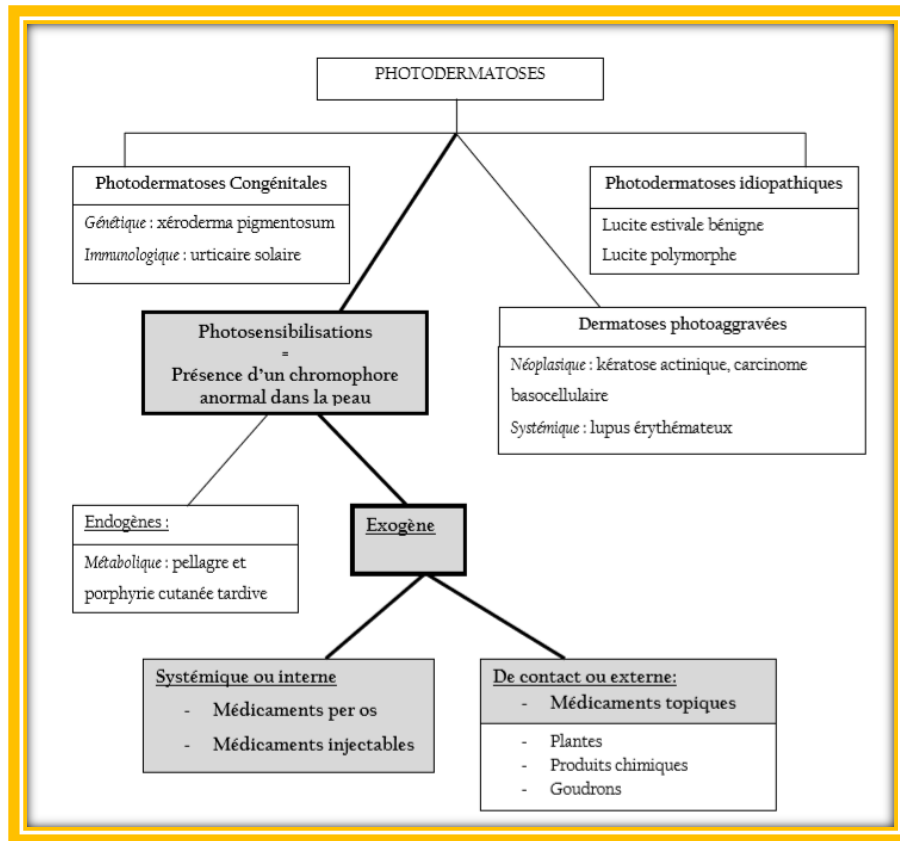 PHOTODERMATOSES
Photodermatoses Congénitales
Génétique : xéroderma pigmentosum
Immunologique : urticaire solaire
Photodermatoses idiopathiques
Lucite estivale bénigne
Lucite polymorphe
Photosensibilisations
=
Présence d'un chromophore
anormal dans la peau
Dermatoses photoaggravées
Néoplasique : kératose actinique, carcinome
basocellulaire
Systémique : lupus érythémateux
Endogènes :
Métabolique : pellagre et
porphyrie cutanée tardive
Exogène
Systémique ou interne
- Médicaments per os
- Médicaments injectables
De contact ou externe:
- Médicaments topiques
- Plantes
- Produits chimiques
- Goudrons